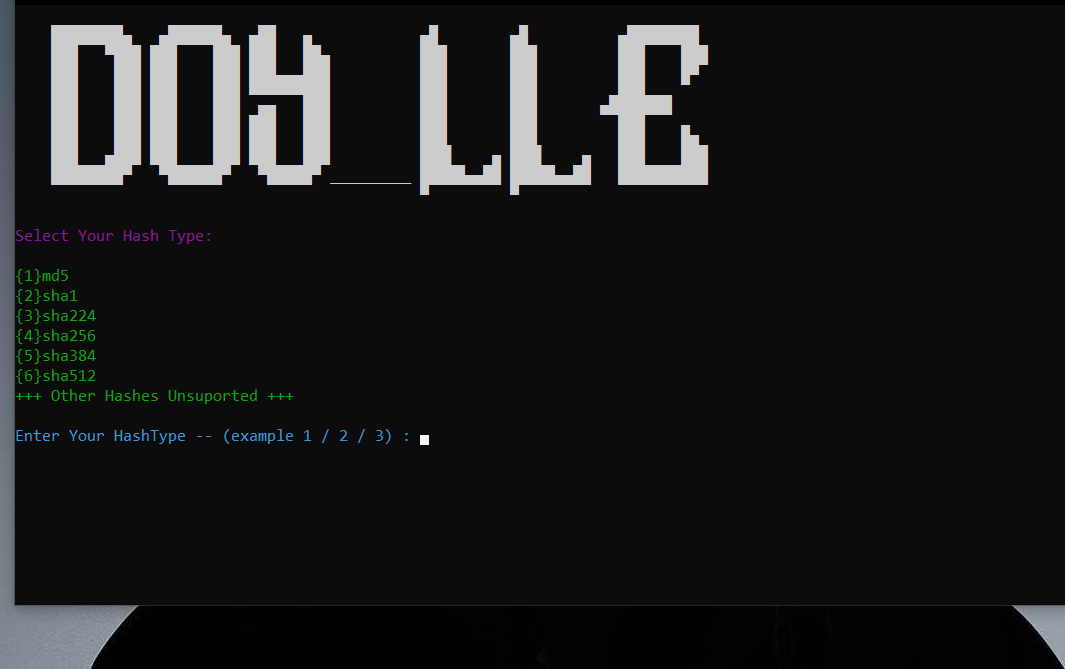 DOY__LLE
Select Your Hash Type:
{1}md5
{2}sha1
{3}sha224
{4}sha256
{5}sha384
{6}sha512
+++ Other Hashes Unsuported +++
Enter Your HashType -- (example 1 / 2 / 3) :